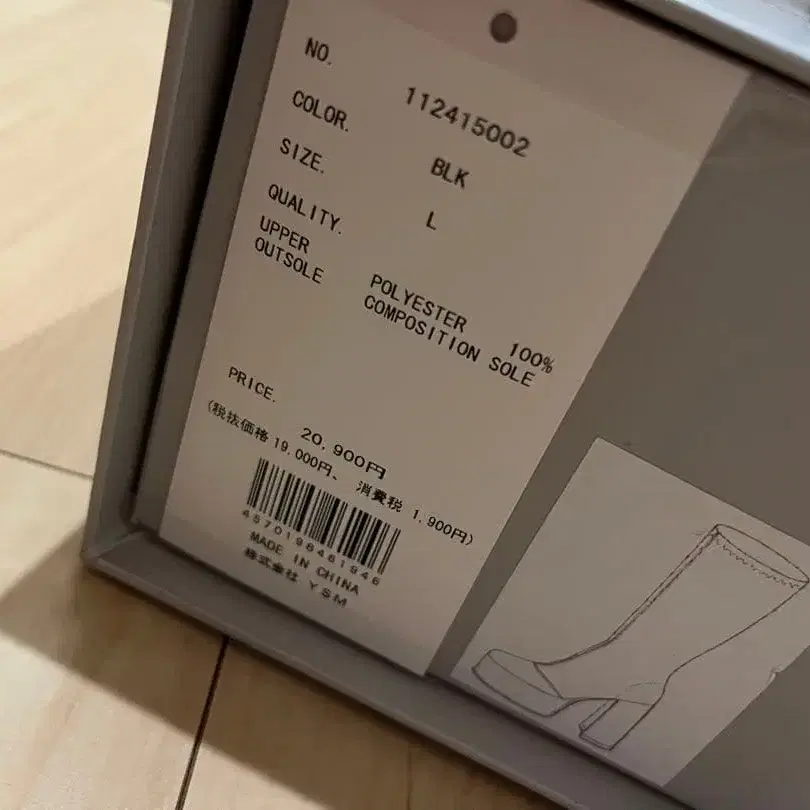 NO. 112415002
COLOR. BLK
SIZE. L
QUALITY.
UPPER POLYESTER 100%
OUTSOLE COMPOSITION SOLE
PRICE. 20,900円
(税抜価格 19,000円、 消費税 1,900円)
4570198461946
MADE IN CHINA
株式会社 YSM